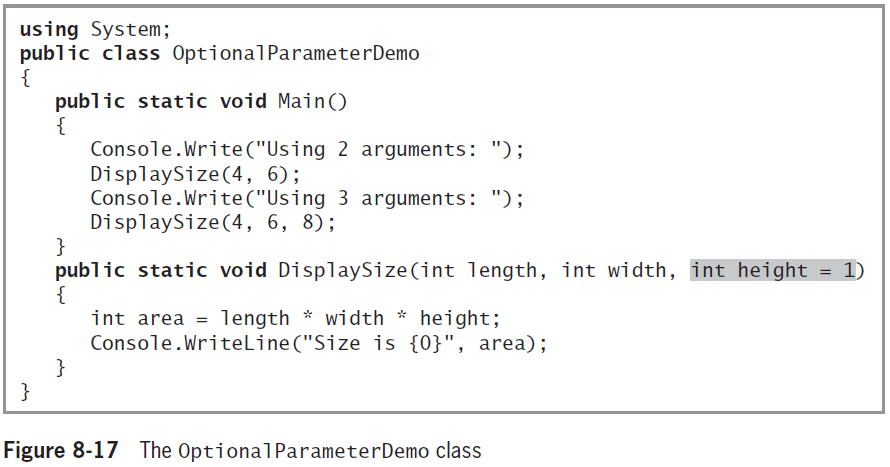 using System;
public class OptionalParameterDemo
{
   public static void Main()
   {
      Console.Write("Using 2 arguments: ");
      DisplaySize(4, 6);
      Console.Write("Using 3 arguments: ");
      DisplaySize(4, 6, 8);
   }
   public static void DisplaySize(int length, int width, int height = 1)
   {
      int area = length * width * height;
      Console.WriteLine("Size is {0}", area);
   }
}
Figure 8-17 The OptionalParameterDemo class